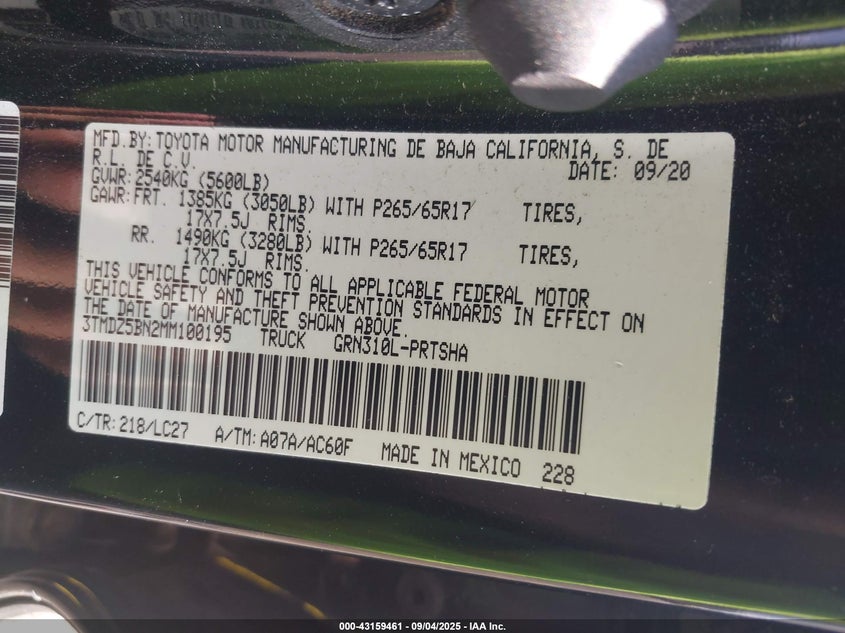 MFD.BY:TOYOTA MOTOR MANUFACTURING DE BAJA CALIFORNIA, S. DE
R.L. DE C.V. DATE: 09/20
GVWR:2540KG (5600LB)
GAWR:FRT. 1385KG (3050LB) WITH P265/65R17 TIRES,
17X7.5J RIMS.
RR. 1490KG (3280LB) WITH P265/65R17 TIRES,
17X7.5J RIMS.
THIS VEHICLE CONFORMS TO ALL APPLICABLE FEDERAL MOTOR
VEHICLE SAFETY AND THEFT PREVENTION STANDARDS IN EFFECT ON
THE DATE OF MANUFACTURE SHOWN ABOVE.
3TMDZ5BN2MM100195 TRUCK GRN310L-PRTSHA
C/TR:218/LC27 A/TM:A07A/AC60F MADE IN MEXICO 228
000-43159461 - 09/04/2025 - IAA Inc.